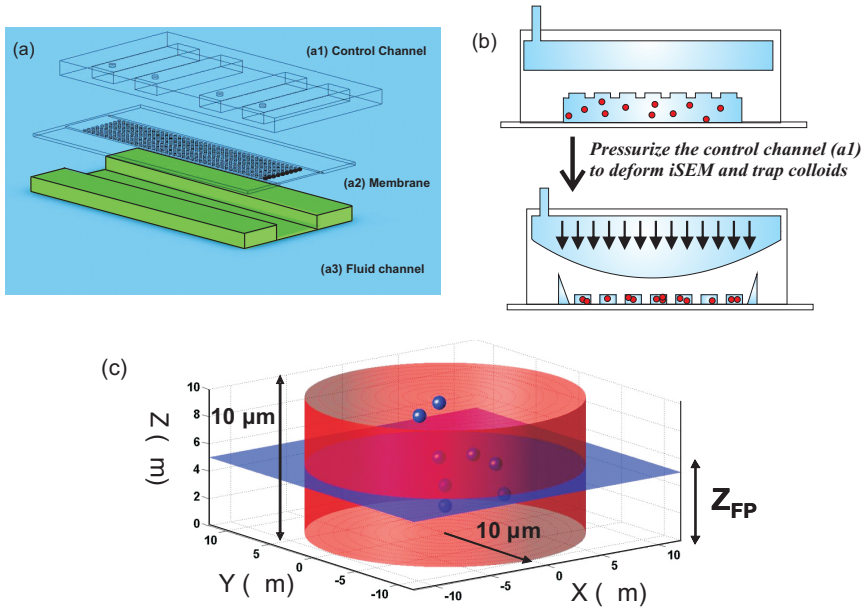 (a)
(a1) Control Channel
(a2) Membrane
(a3) Fluid channel
(b)
Pressurize the control channel (a1)
to deform iSEM and trap colloids
(c)
10
8
6
4
2
0
Z ( m)
10 µm
10 µm
Z_FP
10
5
0
-5
-10
Y ( m)
-10
-5
0
5
10
X ( m)